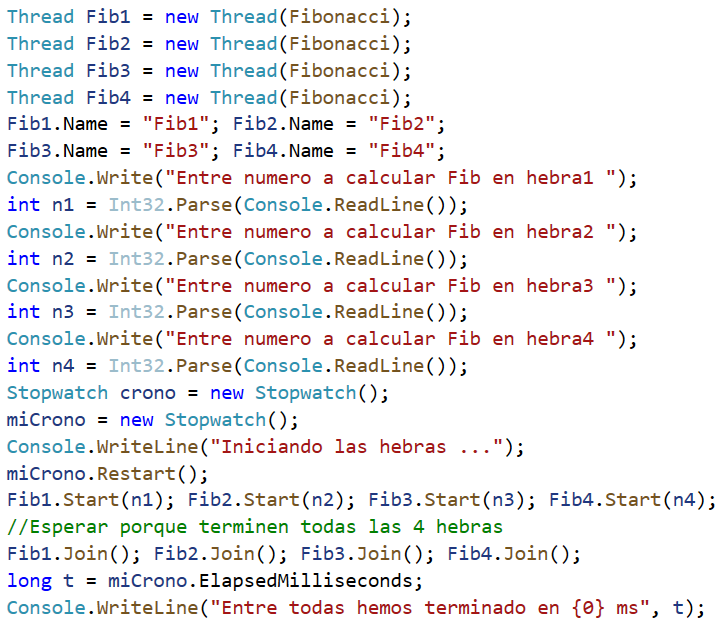 Thread Fib1 = new Thread(Fibonacci);
Thread Fib2 = new Thread(Fibonacci);
Thread Fib3 = new Thread(Fibonacci);
Thread Fib4 = new Thread(Fibonacci);
Fib1.Name = "Fib1"; Fib2.Name = "Fib2";
Fib3.Name = "Fib3"; Fib4.Name = "Fib4";
Console.Write("Entre numero a calcular Fib en hebra1 ");
int n1 = Int32.Parse(Console.ReadLine());
Console.Write("Entre numero a calcular Fib en hebra2 ");
int n2 = Int32.Parse(Console.ReadLine());
Console.Write("Entre numero a calcular Fib en hebra3 ");
int n3 = Int32.Parse(Console.ReadLine());
Console.Write("Entre numero a calcular Fib en hebra4 ");
int n4 = Int32.Parse(Console.ReadLine());
Stopwatch crono = new Stopwatch();
miCrono = new Stopwatch();
Console.WriteLine("Iniciando las hebras ...");
miCrono.Restart();
Fib1.Start(n1); Fib2.Start(n2); Fib3.Start(n3); Fib4.Start(n4);
//Esperar porque terminen todas las 4 hebras
Fib1.Join(); Fib2.Join(); Fib3.Join(); Fib4.Join();
long t = miCrono.ElapsedMilliseconds;
Console.WriteLine("Entre todas hemos terminado en {0} ms", t);